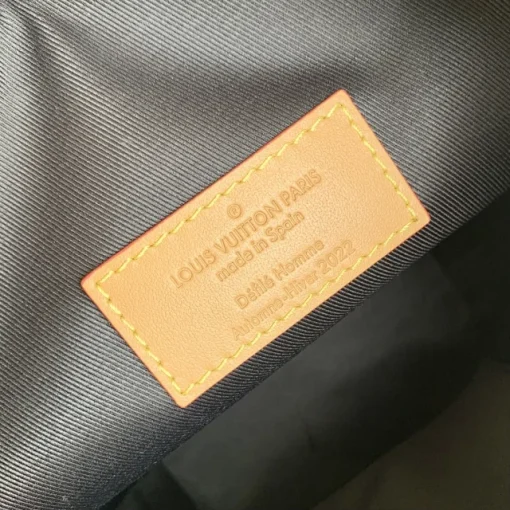 LOUIS VUITTON PARIS
made in Spain
Défilé Homme
Automne-Hiver 2022